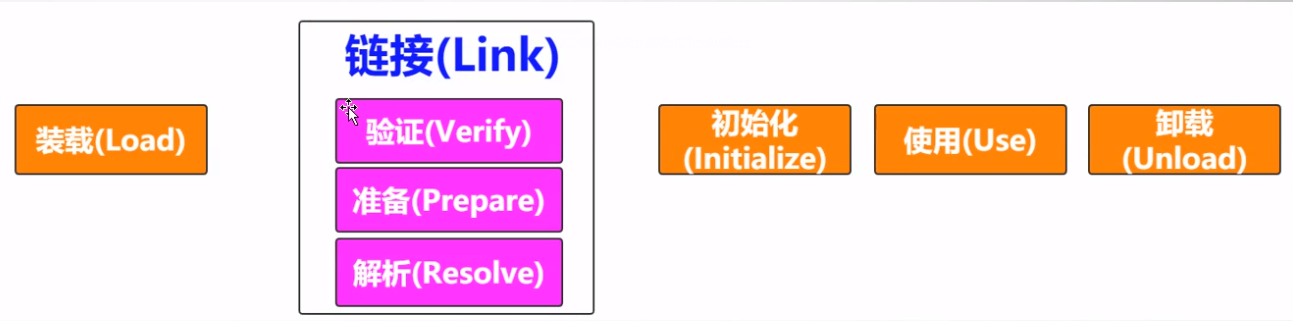 装载(Load)
链接(Link)
验证(Verify)
准备(Prepare)
解析(Resolve)
初始化
(Initialize)
使用(Use)
卸载
(Unload)